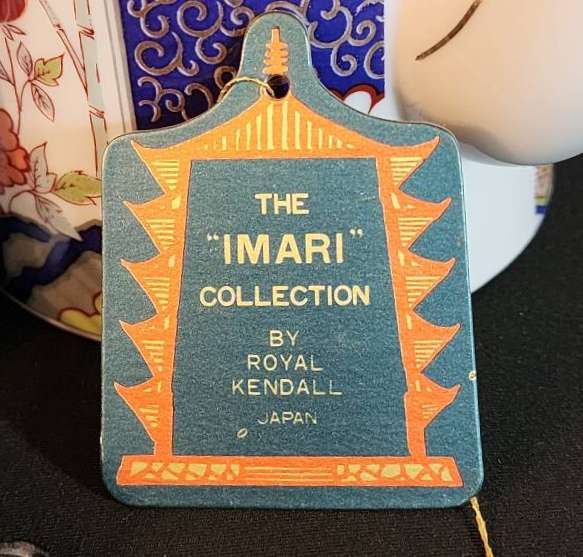 THE
"IMARI"
COLLECTION
BY
ROYAL
KENDALL
JAPAN